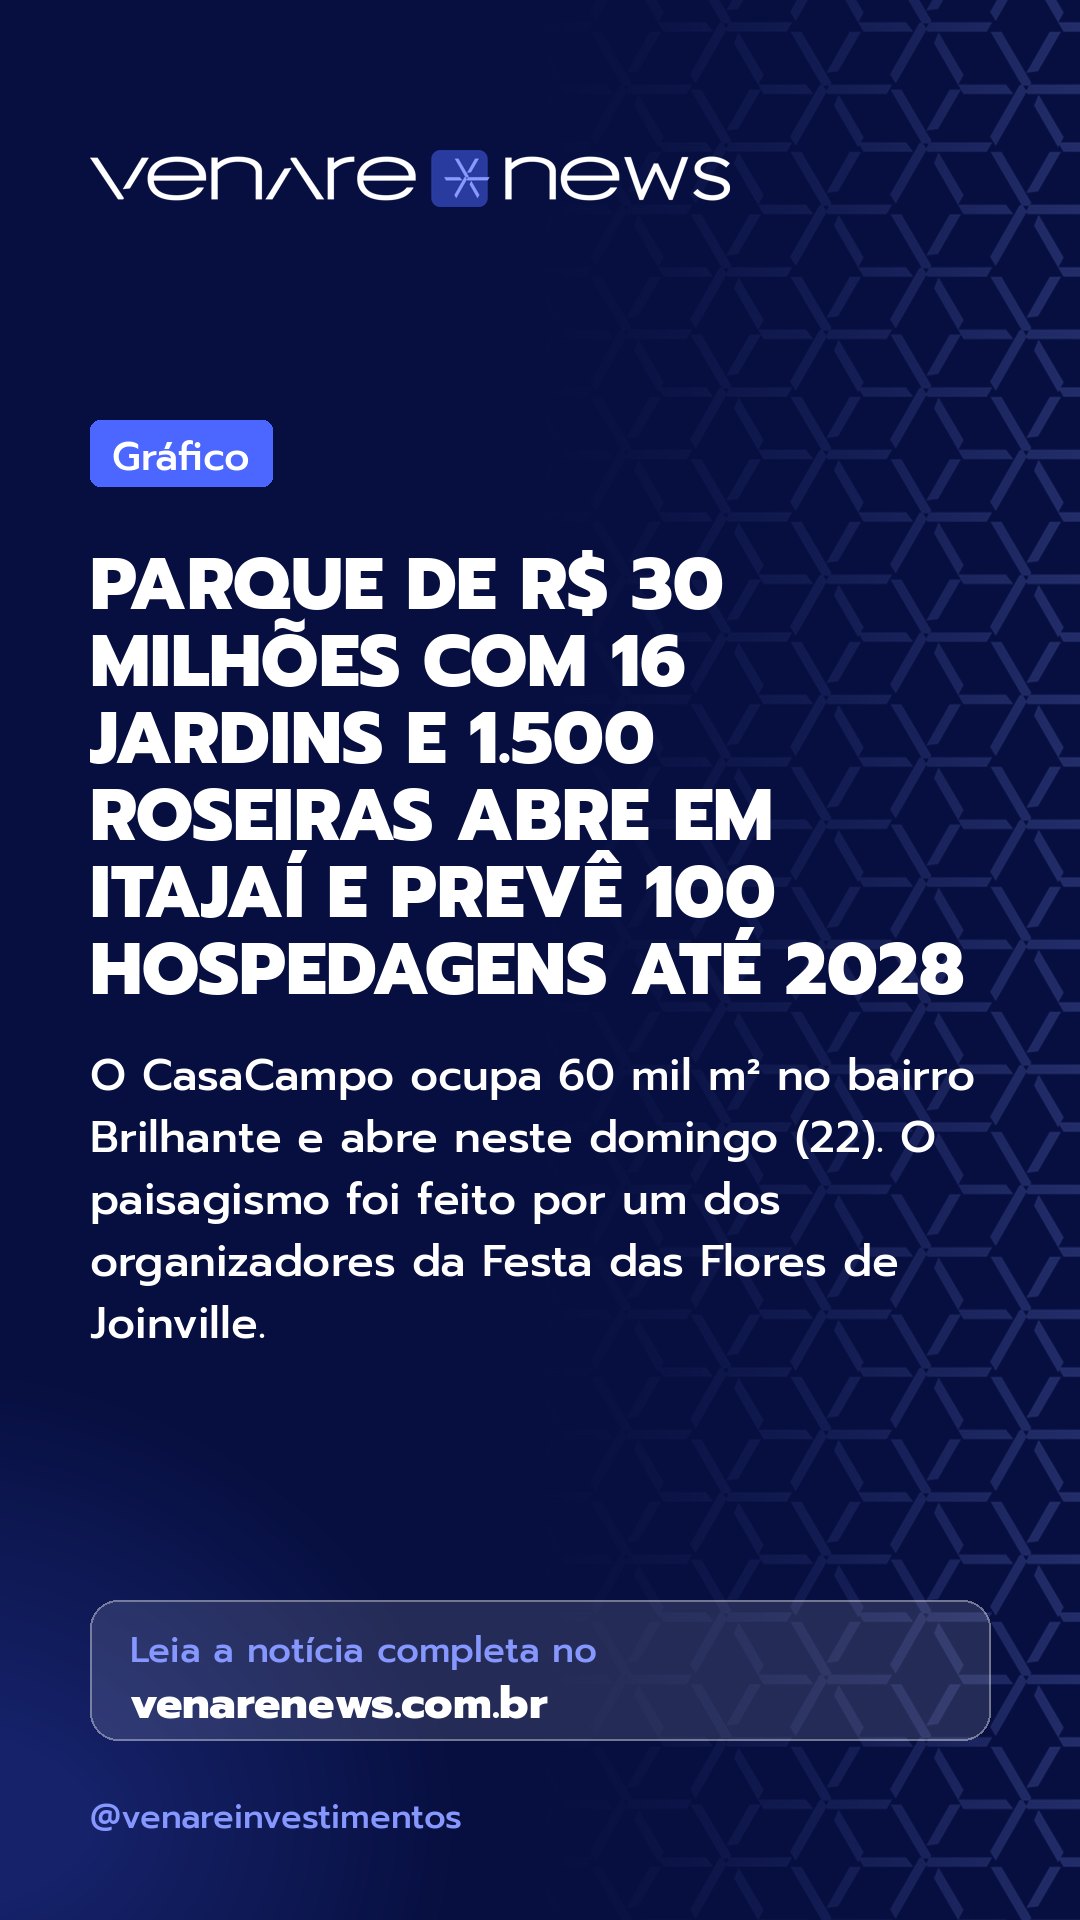 venare news
Gráfico
PARQUE DE R$ 30
MILHÕES COM 16
JARDINS E 1.500
ROSEIRAS ABRE EM
ITAJAÍ E PREVÊ 100
HOSPEDAGENS ATÉ 2028
O CasaCampo ocupa 60 mil m² no bairro
Brilhante e abre neste domingo (22). O
paisagismo foi feito por um dos
organizadores da Festa das Flores de
Joinville.
Leia a notícia completa no
venarenews.com.br
@venareinvestimentos